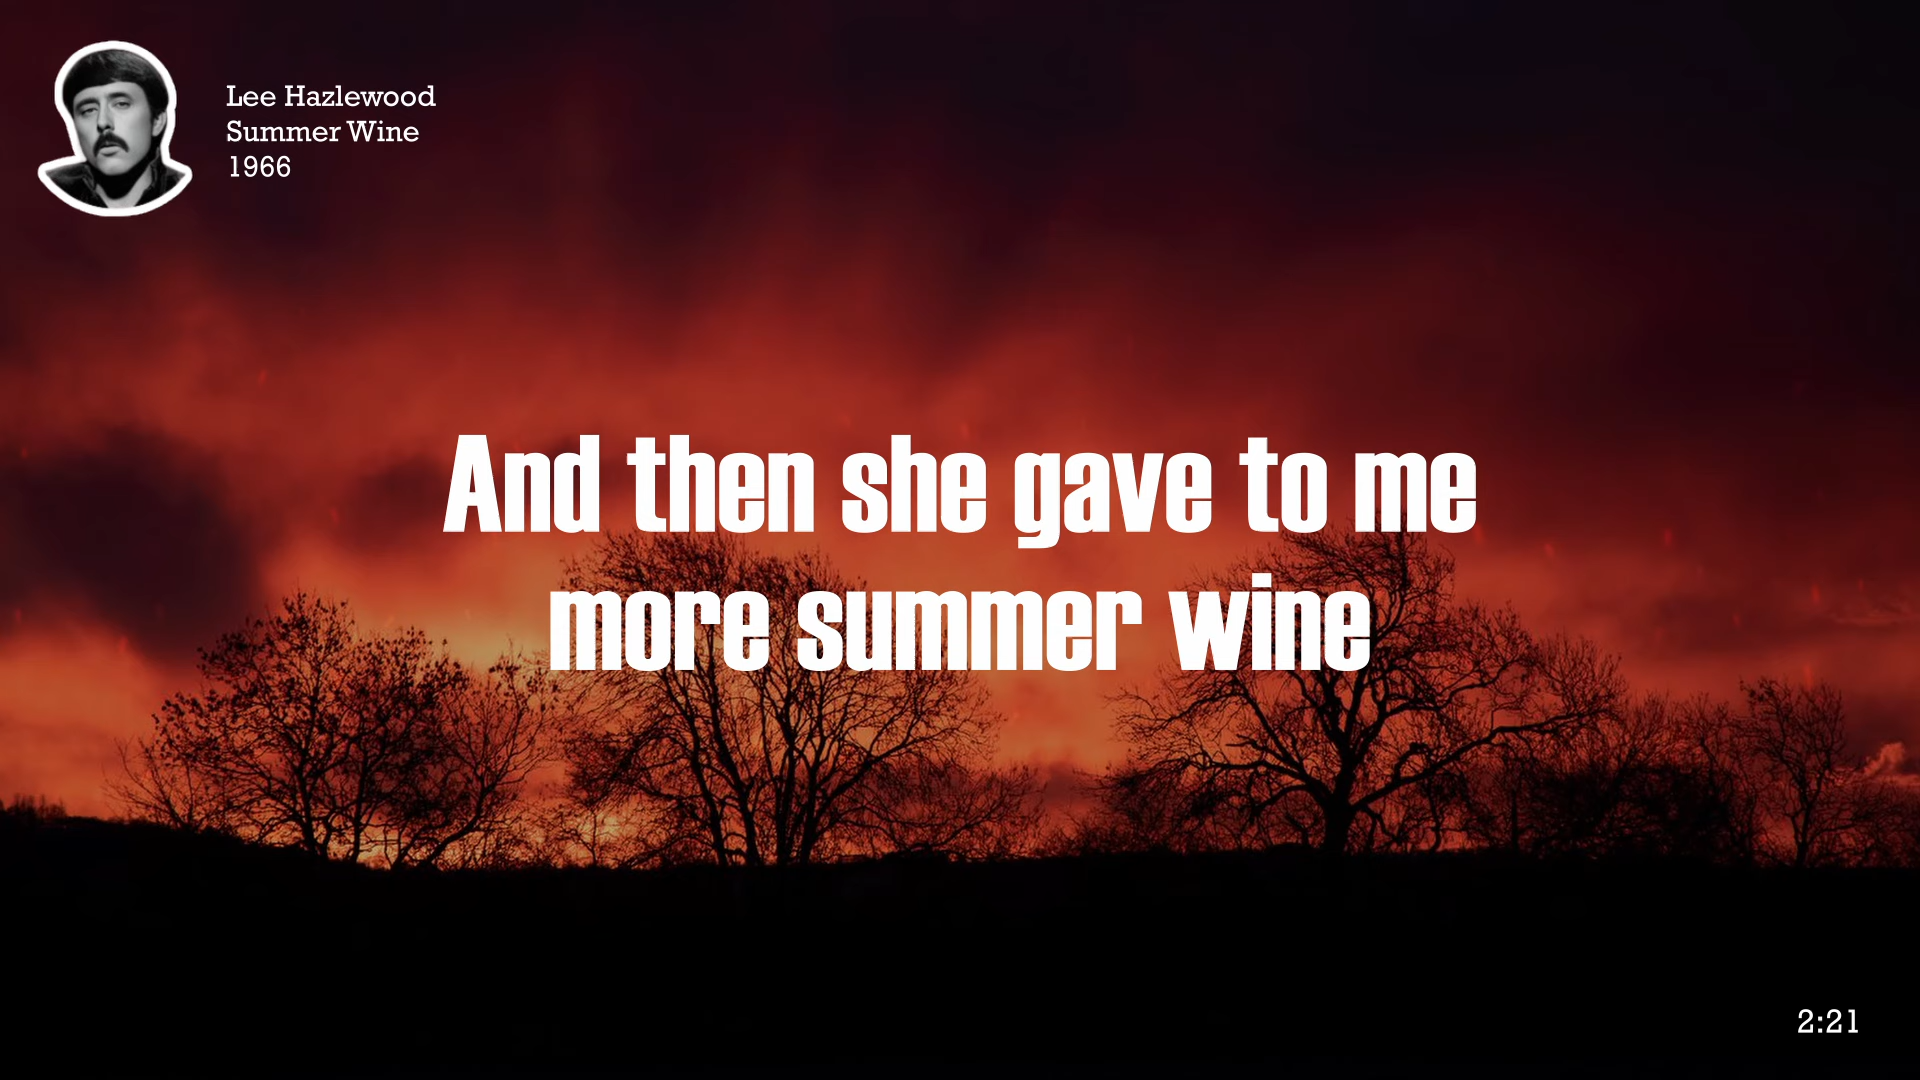 Lee Hazlewood
Summer Wine
1966
And then she gave to me
more summer wine
2:21